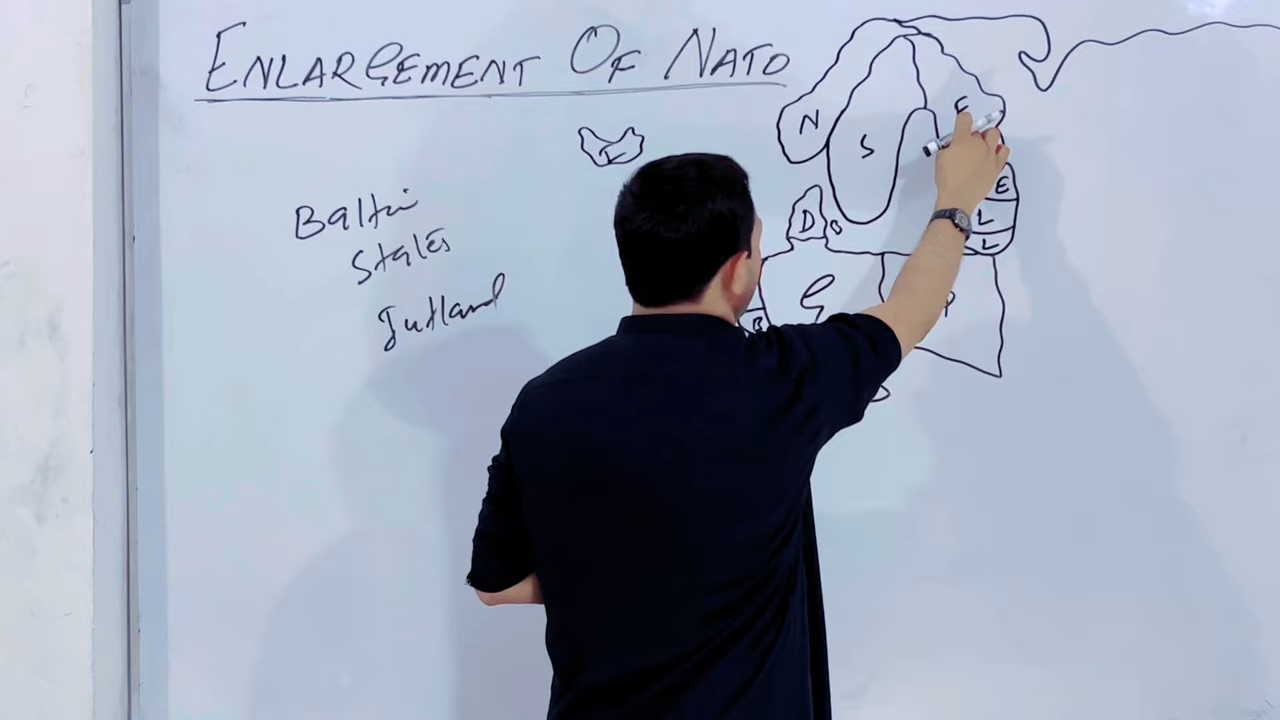 ENLARGEMENT OF NATO
N
F
S
I
E
Baltic
L
D
States
L
G
P
Jutland
B